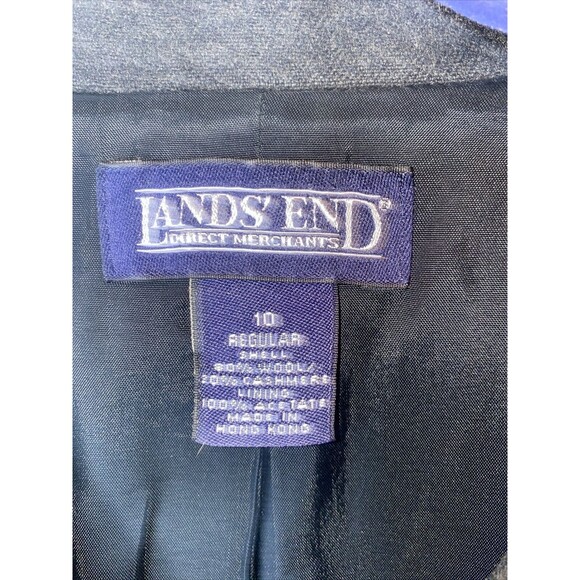 LANDS' END®
DIRECT MERCHANTS
10
REGULAR
SHELL
80% WOOL/
20% CASHMERE
LINING
100% ACETATE
MADE IN
HONG KONG